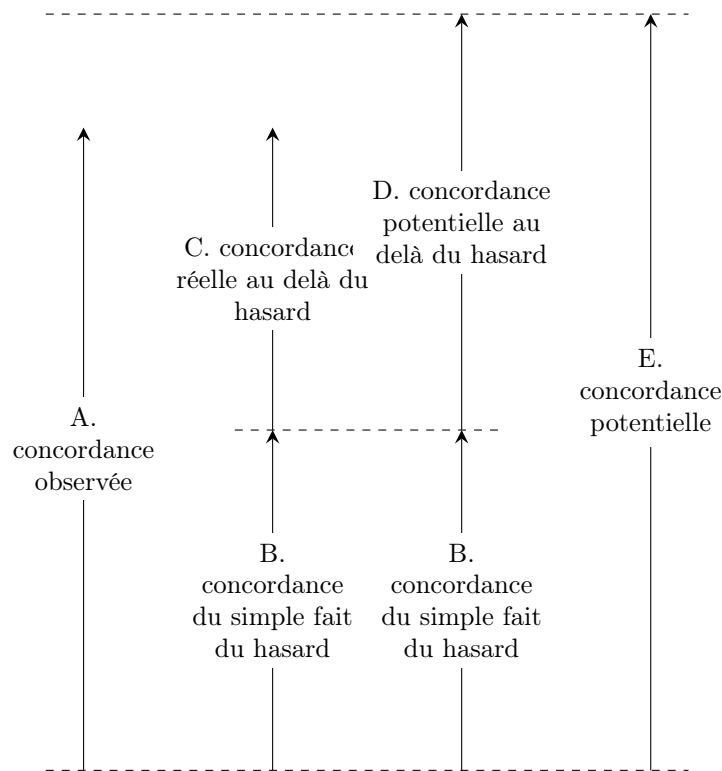 D. concordance
potentielle au
delà du hasard
C. concordance
réelle au delà du
hasard
E.
concordance
potentielle
A.
concordance
observée
B.
concordance
du simple fait
du hasard
B.
concordance
du simple fait
du hasard